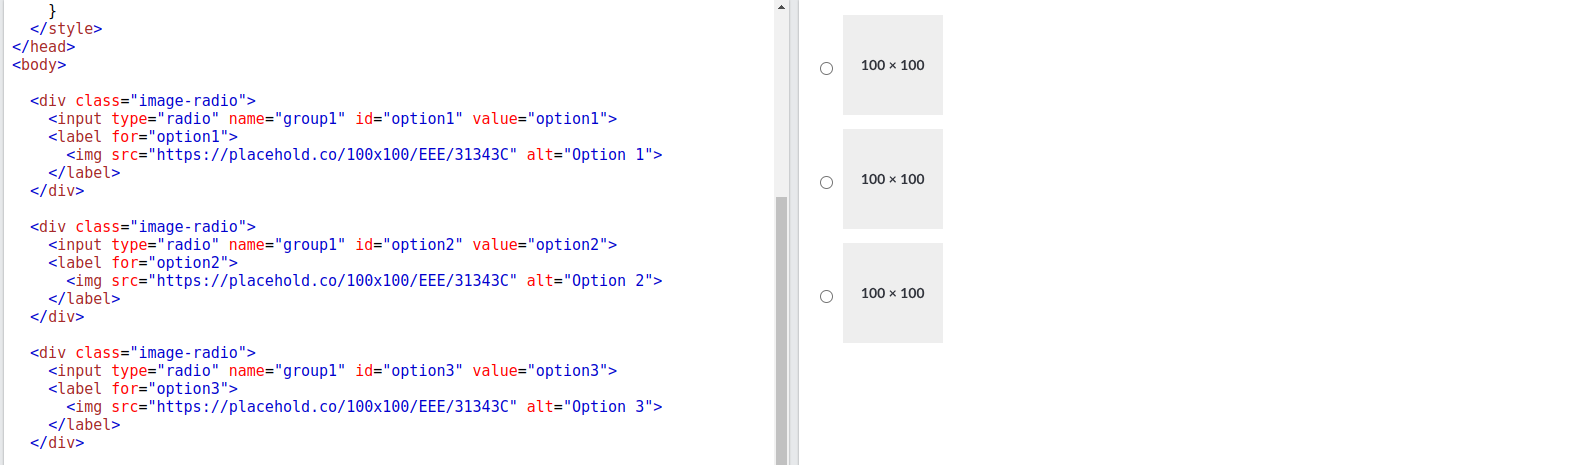 }
</style>
</head>
<body>
<div class="image-radio">
<input type="radio" name="group1" id="option1" value="option1">
<label for="option1">
<img src="https://placehold.co/100x100/EEE/31343C" alt="Option 1">
</label>
</div>
<div class="image-radio">
<input type="radio" name="group1" id="option2" value="option2">
<label for="option2">
<img src="https://placehold.co/100x100/EEE/31343C" alt="Option 2">
</label>
</div>
<div class="image-radio">
<input type="radio" name="group1" id="option3" value="option3">
<label for="option3">
<img src="https://placehold.co/100x100/EEE/31343C" alt="Option 3">
</label>
</div>
100 × 100
100 × 100
100 × 100